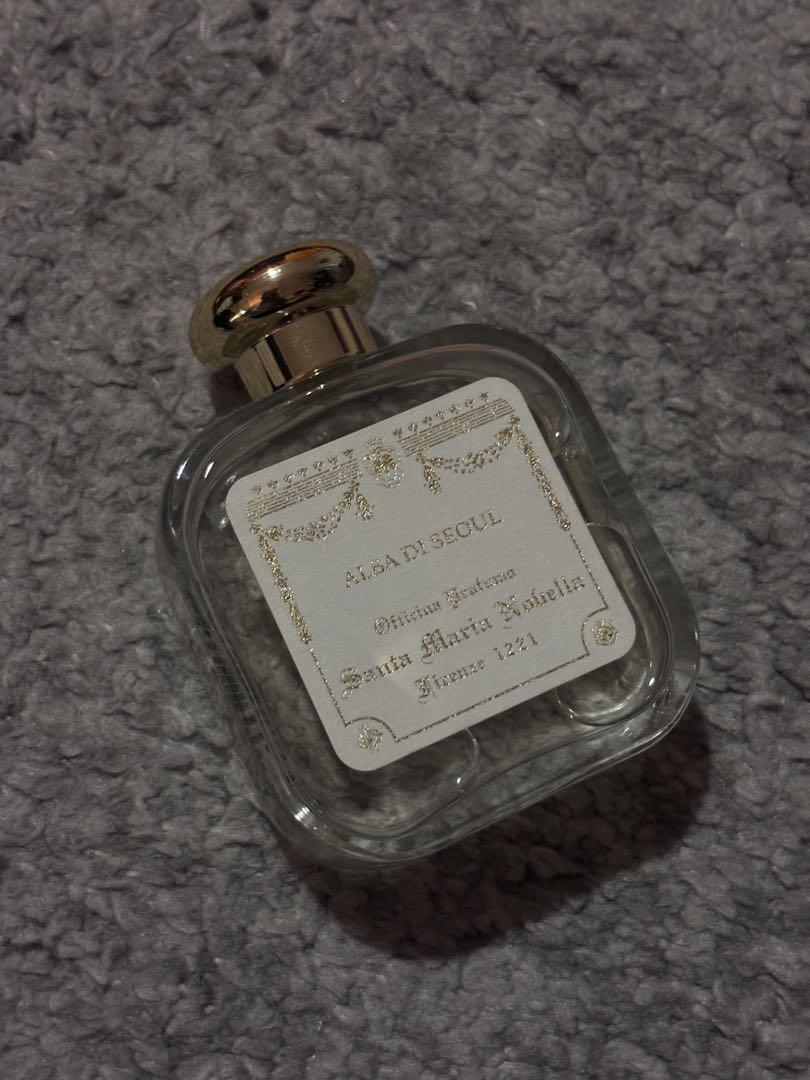 ALBA DI SEOUL
Officina Profumo
Santa Maria Novella
Firenze 1221